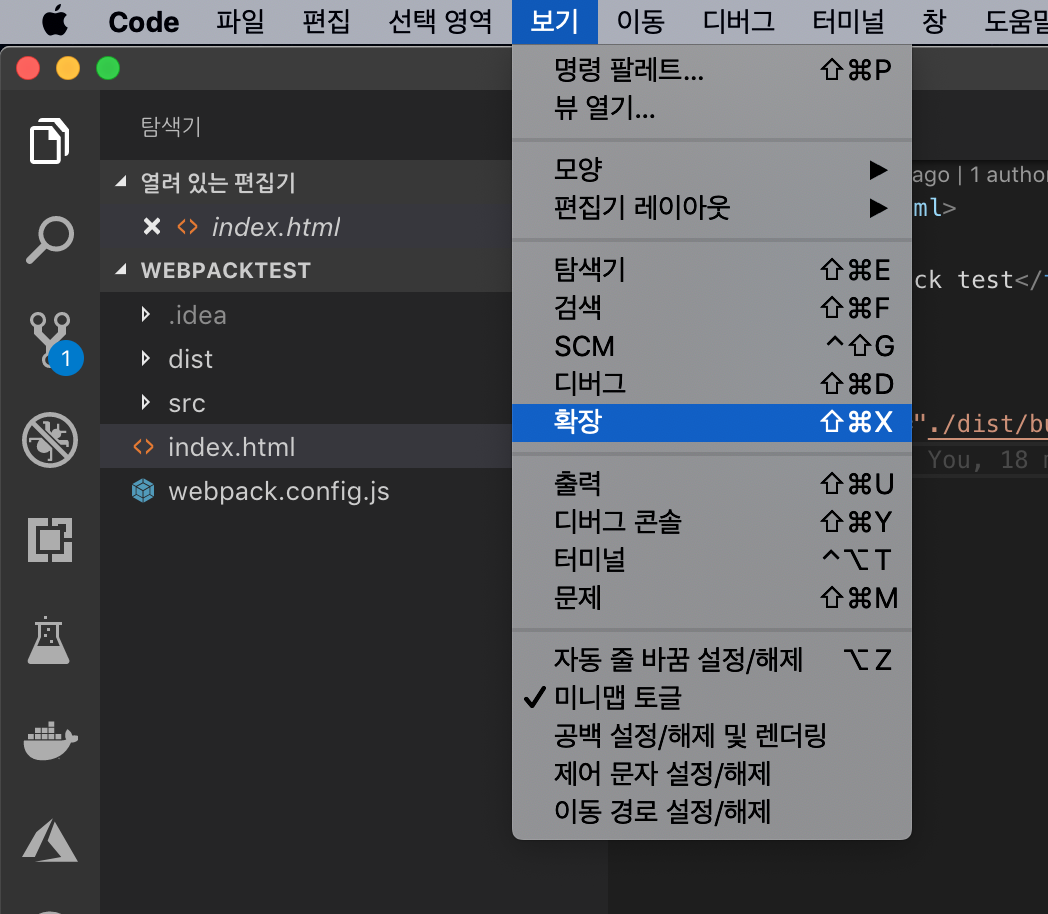 Code 파일 편집 선택 영역 보기 이동 디버그 터미널 창
탐색기
열려 있는 편집기
index.html
WEBPACKTEST
.idea
dist
src
index.html
webpack.config.js
1
명령 팔레트... ⇧⌘P
뷰 열기...
모양 ▶
편집기 레이아웃 ▶
탐색기 ⇧⌘E
검색 ⇧⌘F
SCM ^⇧G
디버그 ⇧⌘D
확장 ⇧⌘X
출력 ⇧⌘U
디버그 콘솔 ⇧⌘Y
터미널 ^⌥T
문제 ⇧⌘M
자동 줄 바꿈 설정/해제 ⌥Z
✓ 미니맵 토글
공백 설정/해제 및 렌더링
제어 문자 설정/해제
이동 경로 설정/해제
ago | 1 autho
ml>
ck test</
"./dist/b
You, 18